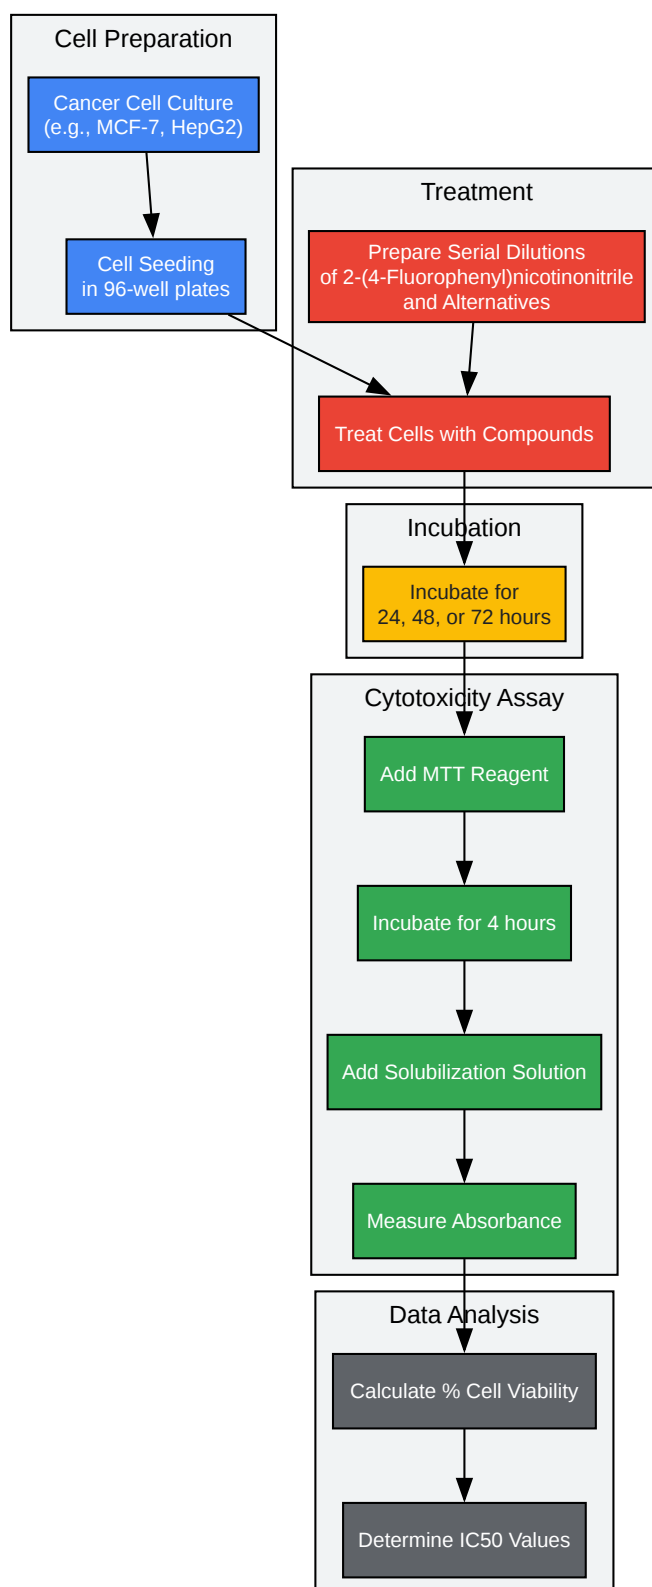 Cell Preparation
Cancer Cell Culture
(e.g., MCF-7, HepG2)
Cell Seeding
in 96-well plates
Treatment
Prepare Serial Dilutions
of 2-(4-Fluorophenyl)nicotinonitrile
and Alternatives
Treat Cells with Compounds
Incubation
Incubate for
24, 48, or 72 hours
Cytotoxicity Assay
Add MTT Reagent
Incubate for 4 hours
Add Solubilization Solution
Measure Absorbance
Data Analysis
Calculate % Cell Viability
Determine IC50 Values